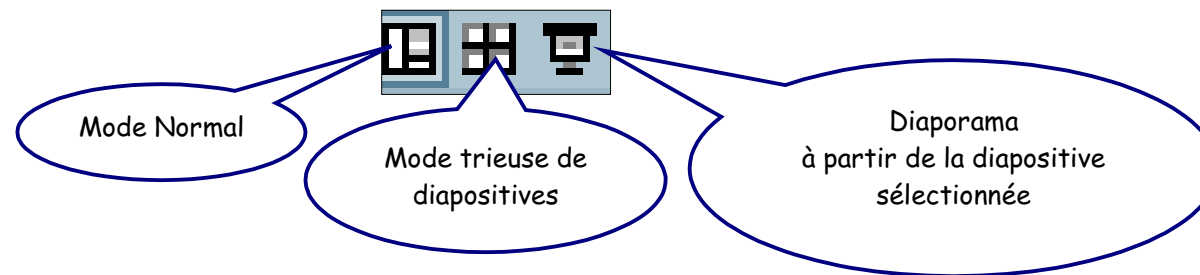 Mode Normal
Mode trieuse de
diapositives
Diaporama
à partir de la diapositive
sélectionnée